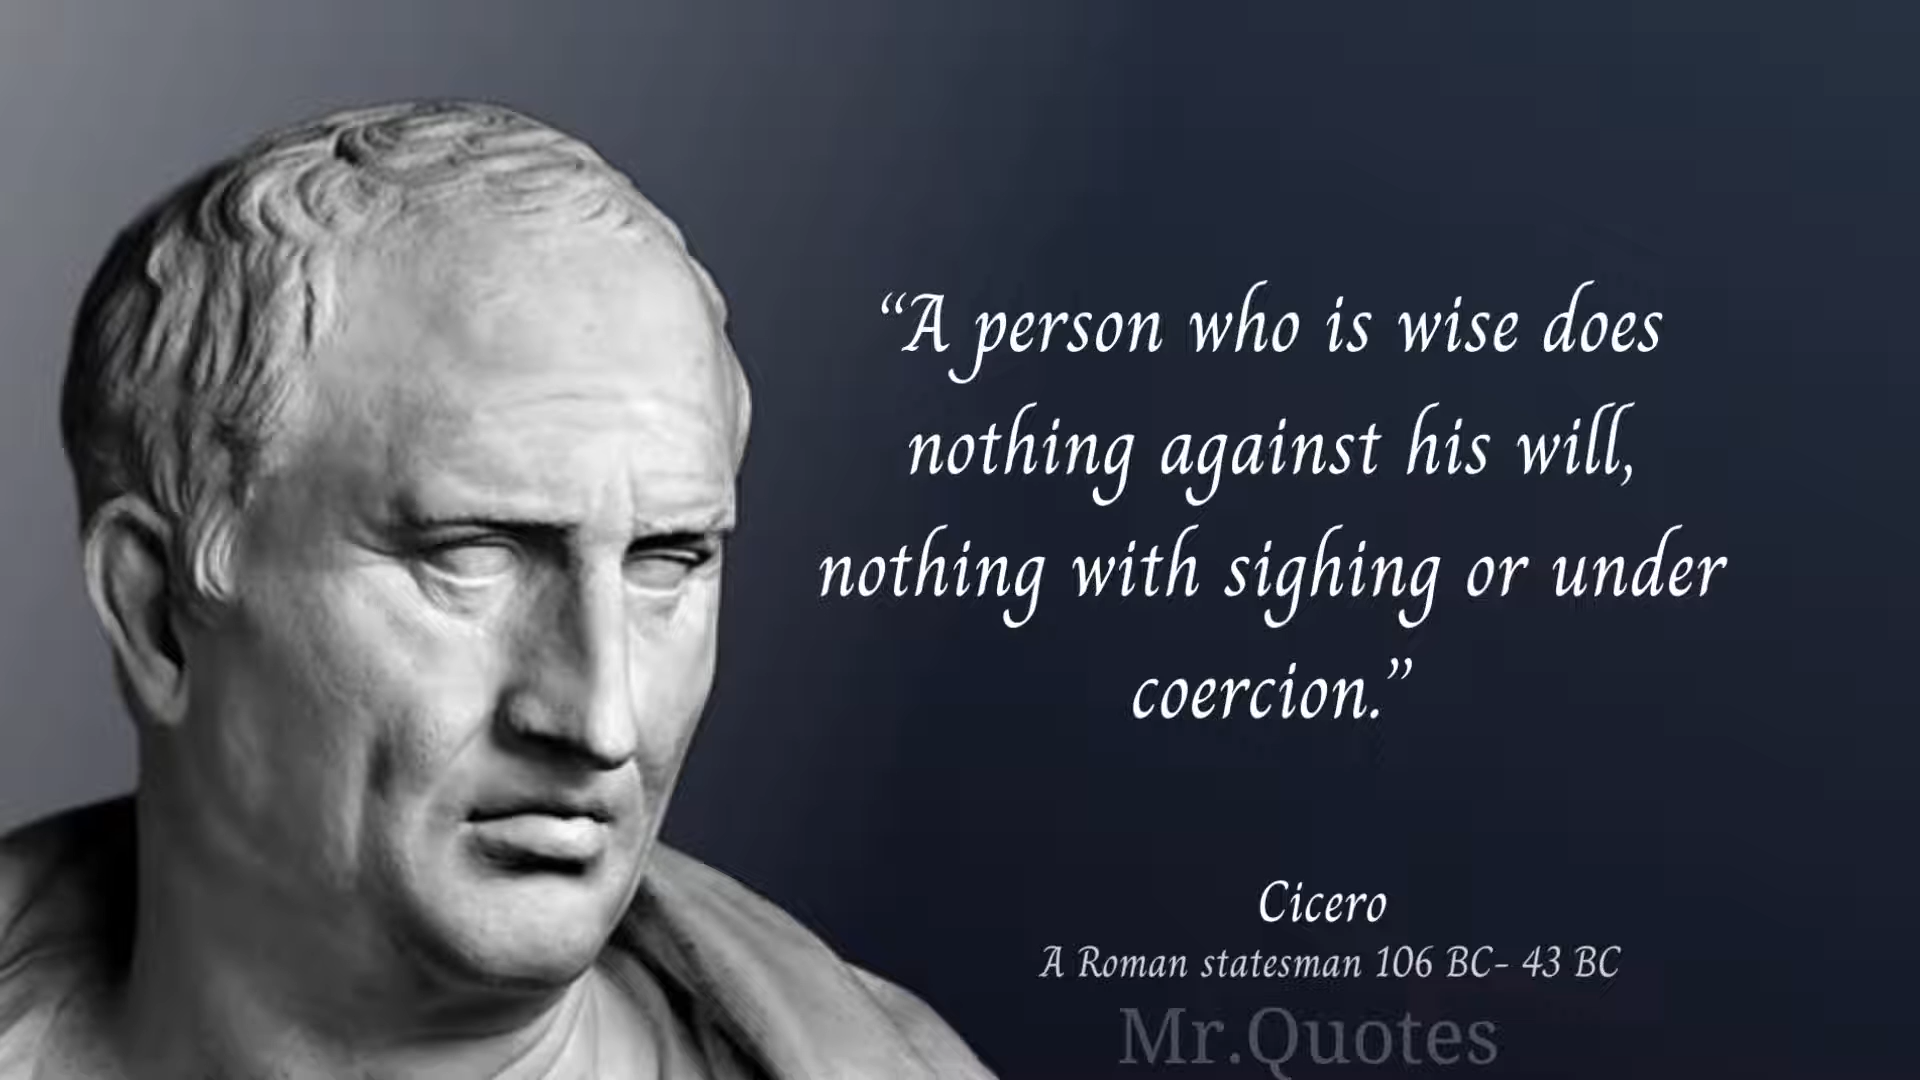 “A person who is wise does
nothing against his will,
nothing with sighing or under
coercion.”
Cicero
A Roman statesman 106 BC- 43 BC
Mr.Quotes